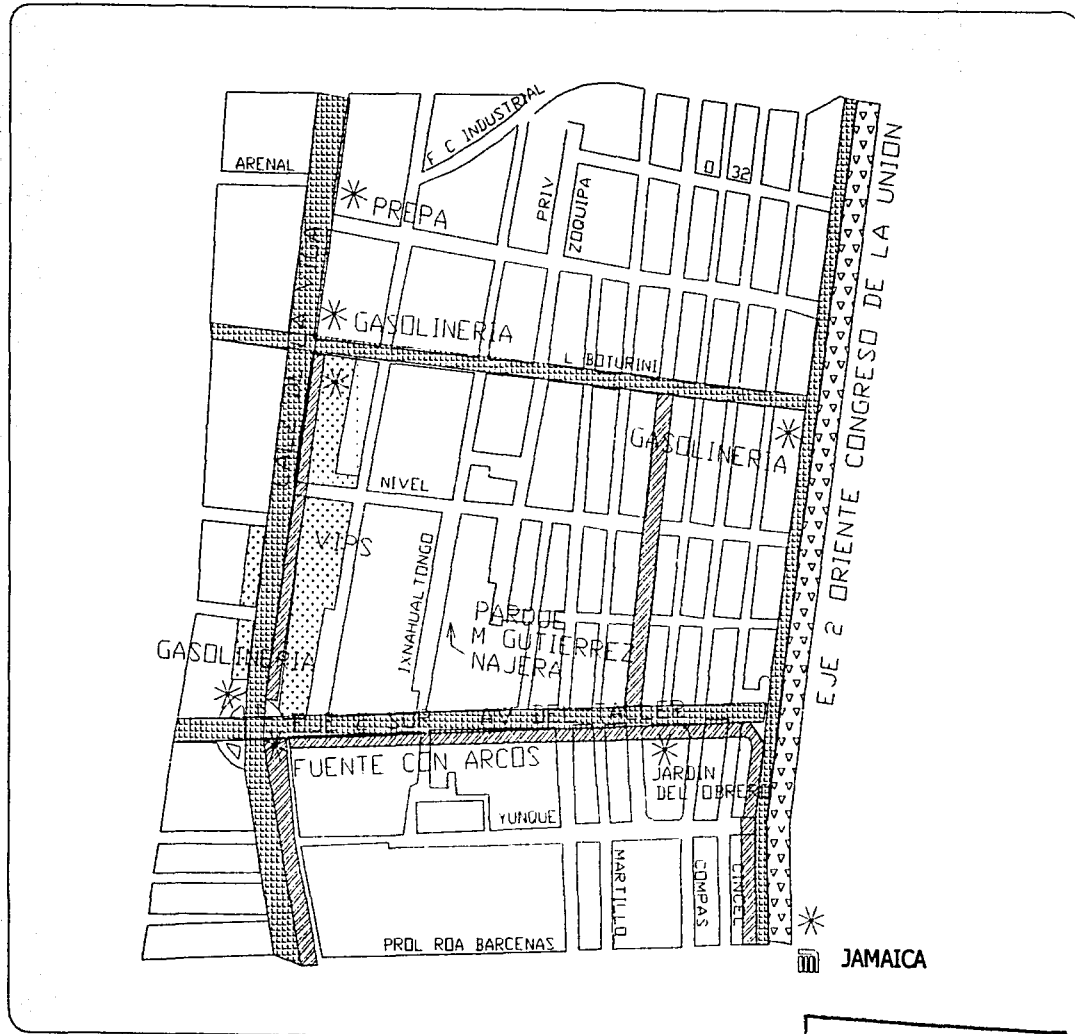 F C INDUSTRIAL
ARENAL
O 32
PREPA
PRIV
ZOQUIPA
GASOLINERIA
L BOTURINI
GASOLINERIA
EJE 2 ORIENTE CONGRESO DE LA UNION
NIVEL
VIPS
IXNAHUALTONGO
PARQUE
M GUTIERREZ
NAJERA
GASOLINERIA
SUR AV DEL TALLER
FUENTE CON ARCOS
JARDIN
DEL OBRERO
YUNQUE
MARTILLO
COMPAS
CINCEL
PROL ROA BARCENAS
m JAMAICA